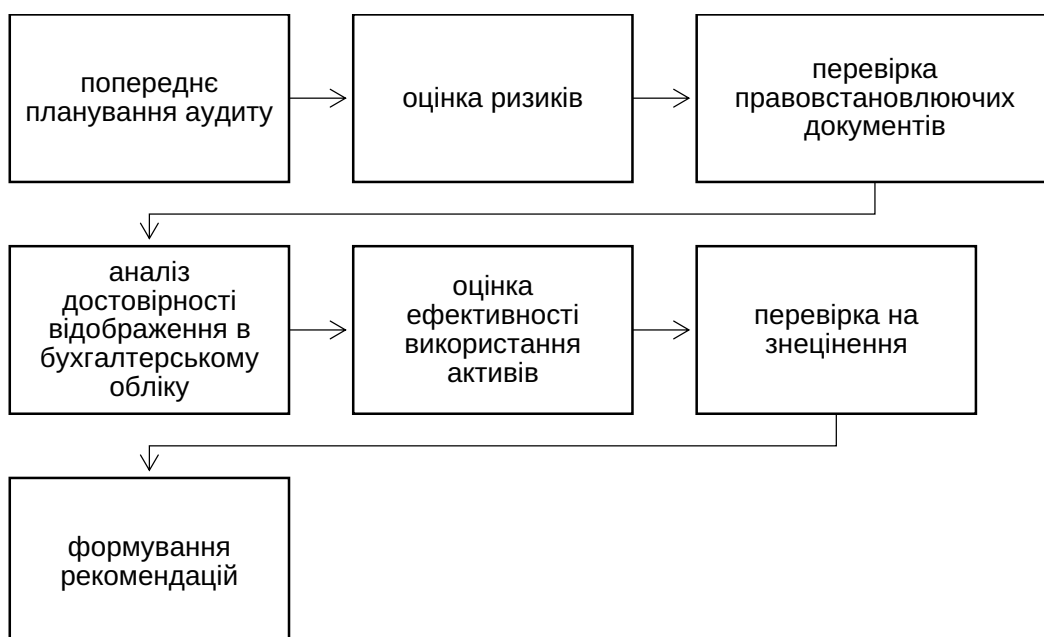 попереднє
планування аудиту
оцінка ризиків
перевірка
правовстановлюючих
документів
аналіз
достовірності
відображення в
бухгалтерському
обліку
оцінка
ефективності
використання
активів
перевірка на
знецінення
формування
рекомендацій